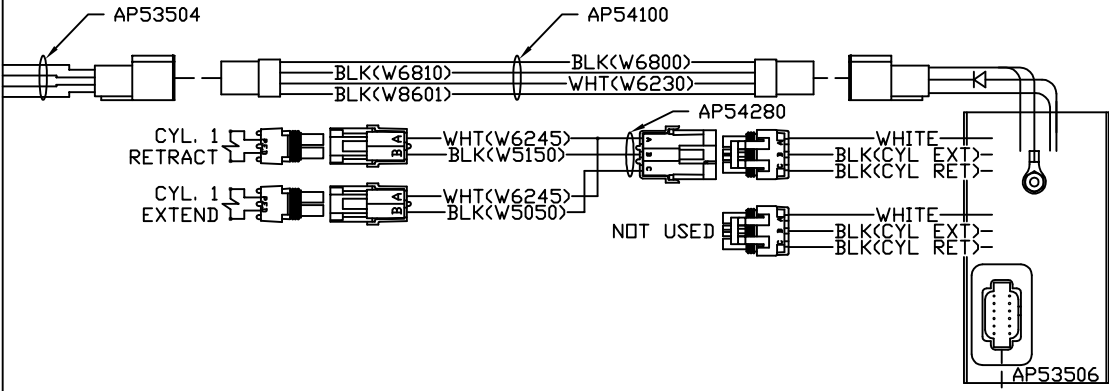 AP53504
AP54100
BLK(W6800)
BLK(W6810)
WHT(W6230)
BLK(W8601)
AP54280
CYL. 1
RETRACT
A
B
WHT(W6245)
BLK(W5150)
A
B
C
WHITE
BLK(CYL EXT)
BLK(CYL RET)
CYL. 1
EXTEND
A
B
WHT(W6245)
BLK(W5050)
NOT USED
WHITE
BLK(CYL EXT)
BLK(CYL RET)
AP53506